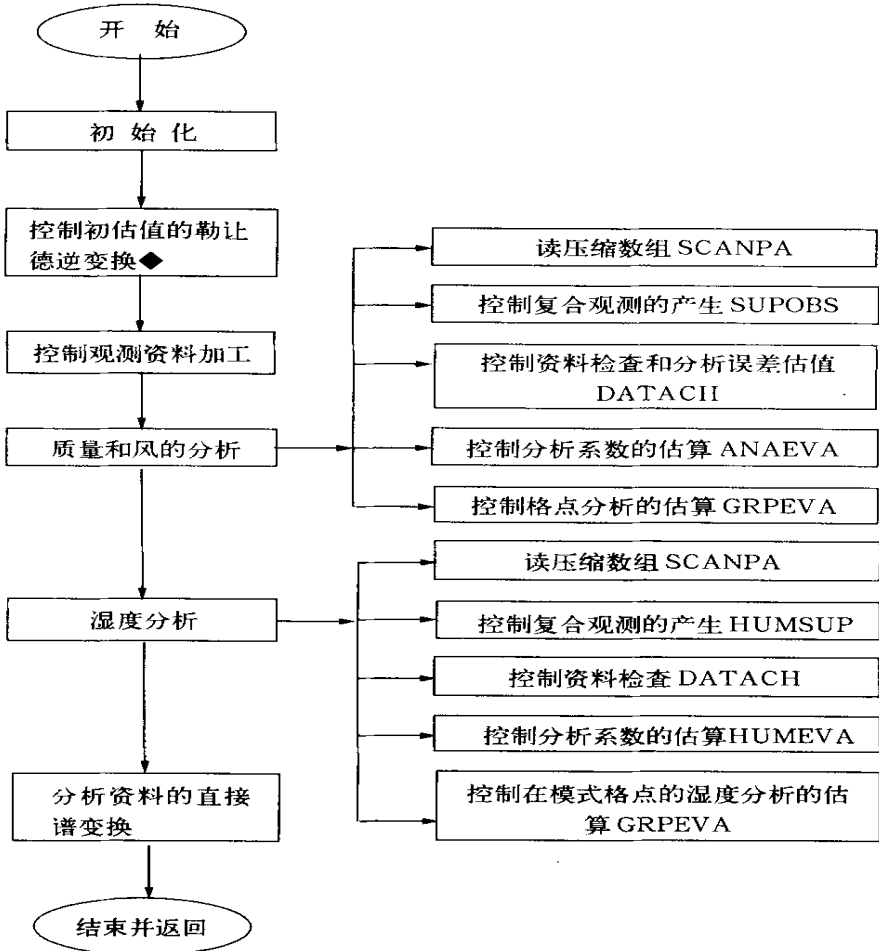 开 始
初 始 化
控制初估值的勒让
德逆变换◆
控制观测资料加工
质量和风的分析
读压缩数组 SCANPA
控制复合观测的产生 SUPOBS
控制资料检查和分析误差估值
DATACH
控制分析系数的估算 ANAEVA
控制格点分析的估算 GRPEVA
湿度分析
读压缩数组 SCANPA
控制复合观测的产生 HUMSUP
控制资料检查 DATACH
控制分析系数的估算HUMEVA
控制在模式格点的湿度分析的估
算 GRPEVA
分析资料的直接
谱变换
结束并返回